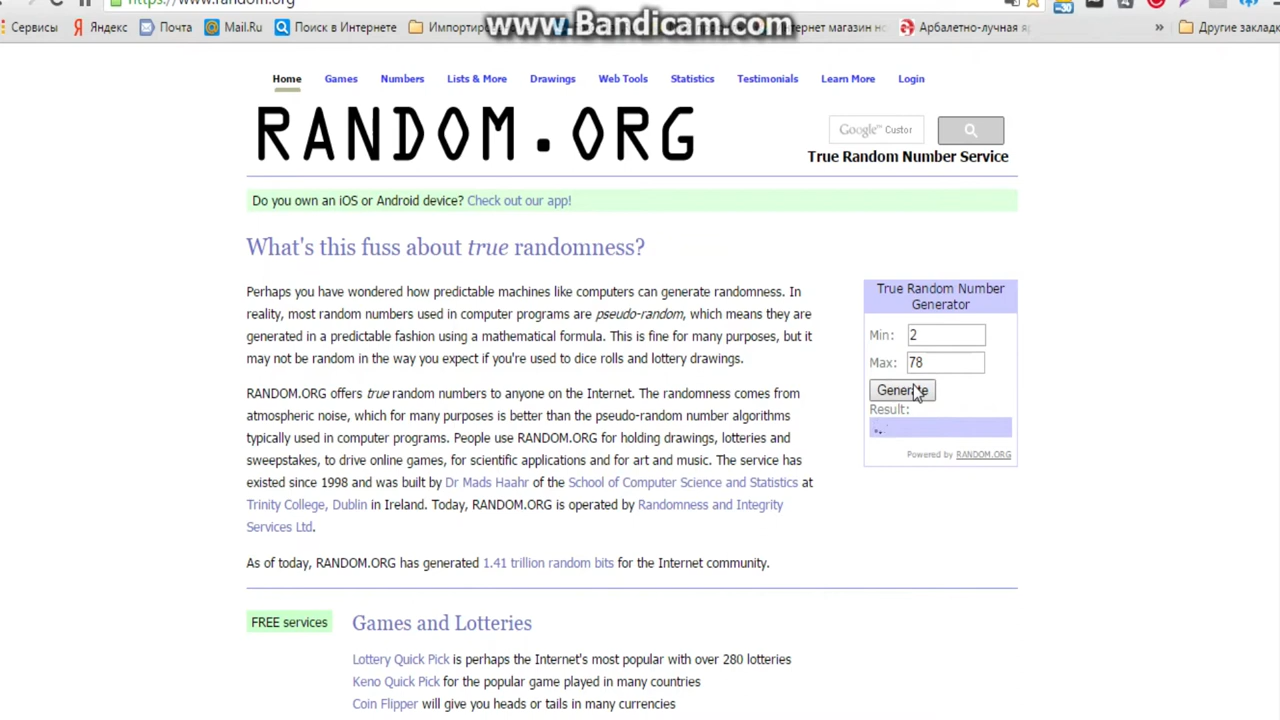 https://www.random.org
www.Bandicam.com
Сервисы Яндекс Почта Mail.Ru Поиск в Интернете Арбалетно-лучная » Другие
Home Games Numbers Lists & More Drawings Web Tools Statistics Testimonials Learn More Login
RANDOM.ORG
Google™ Custor
True Random Number Service
Do you own an iOS or Android device? Check out our app!
What's this fuss about true randomness?
Perhaps you have wondered how predictable machines like computers can generate randomness. In
reality, most random numbers used in computer programs are pseudo-random, which means they are
generated in a predictable fashion using a mathematical formula. This is fine for many purposes, but it
may not be random in the way you expect if you're used to dice rolls and lottery drawings.
RANDOM.ORG offers true random numbers to anyone on the Internet. The randomness comes from
atmospheric noise, which for many purposes is better than the pseudo-random number algorithms
typically used in computer programs. People use RANDOM.ORG for holding drawings, lotteries and
sweepstakes, to drive online games, for scientific applications and for art and music. The service has
existed since 1998 and was built by Dr Mads Haahr of the School of Computer Science and Statistics at
Trinity College, Dublin in Ireland. Today, RANDOM.ORG is operated by Randomness and Integrity
Services Ltd.
As of today, RANDOM.ORG has generated 1.41 trillion random bits for the Internet community.
True Random Number
Generator
Min: 2
Max: 78
Generate
Result:
Powered by RANDOM.ORG
FREE services
Games and Lotteries
Lottery Quick Pick is perhaps the Internet's most popular with over 280 lotteries
Keno Quick Pick for the popular game played in many countries
Coin Flipper will give you heads or tails in many currencies